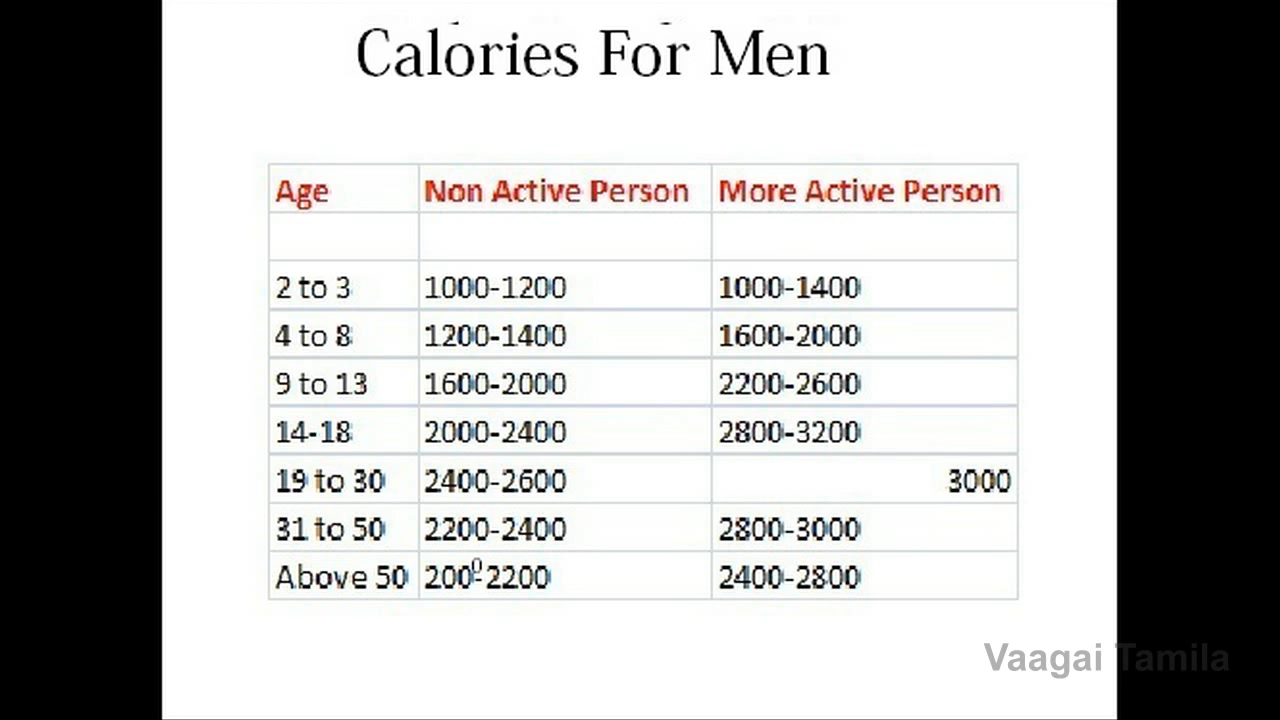 Calories For Men
Age Non Active Person More Active Person
2 to 3 1000-1200 1000-1400
4 to 8 1200-1400 1600-2000
9 to 13 1600-2000 2200-2600
14-18 2000-2400 2800-3200
19 to 30 2400-2600 3000
31 to 50 2200-2400 2800-3000
Above 50 2000-2200 2400-2800
Vaagai Tamila